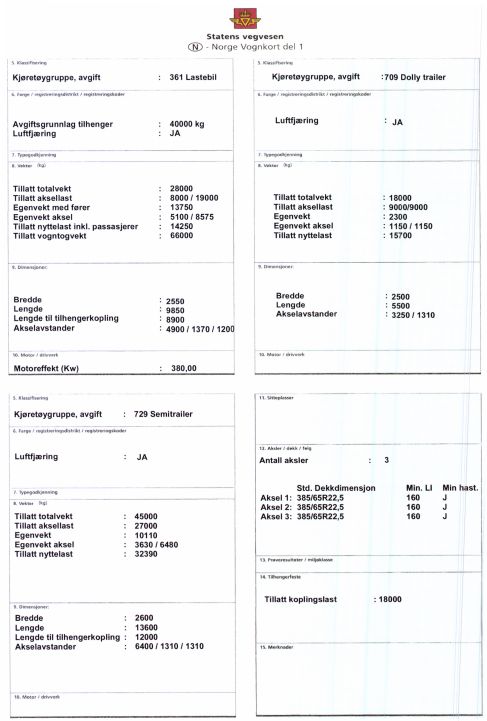 Statens vegvesen
N - Norge Vognkort del 1
5. Klassifisering
Kjøretøygruppe, avgift : 361 Lastebil
6. Farge / registreringsdistrikt / registreringskoder
Avgiftsgrunnlag tilhenger : 40000 kg
Luftfjæring : JA
7. Typegodkjenning
8. Vekter (kg)
Tillatt totalvekt : 28000
Tillatt aksellast : 8000 / 19000
Egenvekt med fører : 13750
Egenvekt aksel : 5100 / 8575
Tillatt nyttelast inkl. passasjerer : 14250
Tillatt vogntogvekt : 66000
9. Dimensjoner:
Bredde : 2550
Lengde : 9850
Lengde til tilhengerkopling : 8900
Akselavstander : 4900 / 1370 / 1200
10. Motor / drivverk
Motoreffekt (Kw) : 380,00
5. Klassifisering
Kjøretøygruppe, avgift :709 Dolly trailer
6. Farge / registreringsdistrikt / registreringskoder
Luftfjæring : JA
7. Typegodkjenning
8. Vekter (kg)
Tillatt totalvekt : 18000
Tillatt aksellast : 9000/9000
Egenvekt : 2300
Egenvekt aksel : 1150 / 1150
Tillatt nyttelast : 15700
9. Dimensjoner:
Bredde : 2500
Lengde : 5500
Akselavstander : 3250 / 1310
10. Motor / drivverk
5. Klassifisering
Kjøretøygruppe, avgift : 729 Semitrailer
6. Farge / registreringsdistrikt / registreringskoder
Luftfjæring : JA
7. Typegodkjenning
8. Vekter (kg)
Tillatt totalvekt : 45000
Tillatt aksellast : 27000
Egenvekt : 10110
Egenvekt aksel : 3630 / 6480
Tillatt nyttelast : 32390
9. Dimensjoner:
Bredde : 2600
Lengde : 13600
Lengde til tilhengerkopling : 12000
Akselavstander : 6400 / 1310 / 1310
10. Motor / drivverk
11. Sitteplasser
12. Aksler / dekk / felg
Antall aksler : 3
Std. Dekkdimensjon Min. LI Min hast.
Aksel 1: 385/65R22,5 160 J
Aksel 2: 385/65R22,5 160 J
Aksel 3: 385/65R22,5 160 J
13. Prøveresultater / miljøklasse
14. Tilhengerfeste
Tillatt koplingslast : 18000
15. Merknader